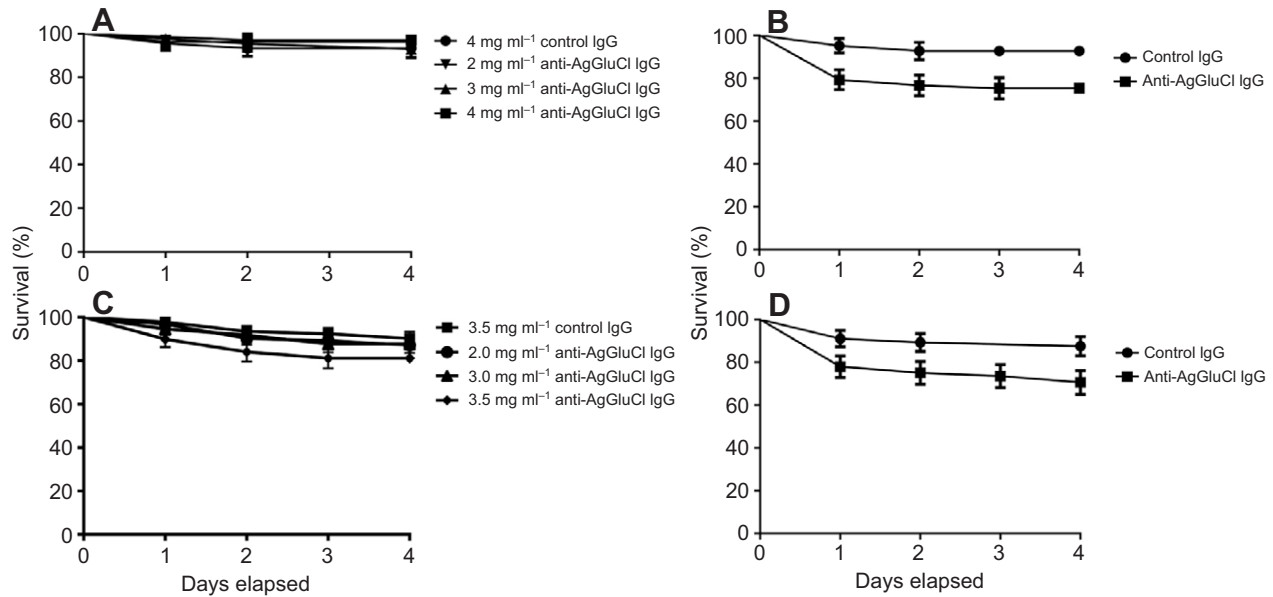 A
100
80
60
40
20
0
0 1 2 3 4
4 mg ml⁻¹ control IgG
2 mg ml⁻¹ anti-AgGluCl IgG
3 mg ml⁻¹ anti-AgGluCl IgG
4 mg ml⁻¹ anti-AgGluCl IgG
B
100
80
60
40
20
0
0 1 2 3 4
Control IgG
Anti-AgGluCl IgG
Survival (%)
Survival (%)
C
100
80
60
40
20
0
0 1 2 3 4
Days elapsed
3.5 mg ml⁻¹ control IgG
2.0 mg ml⁻¹ anti-AgGluCl IgG
3.0 mg ml⁻¹ anti-AgGluCl IgG
3.5 mg ml⁻¹ anti-AgGluCl IgG
D
100
80
60
40
20
0
0 1 2 3 4
Days elapsed
Control IgG
Anti-AgGluCl IgG